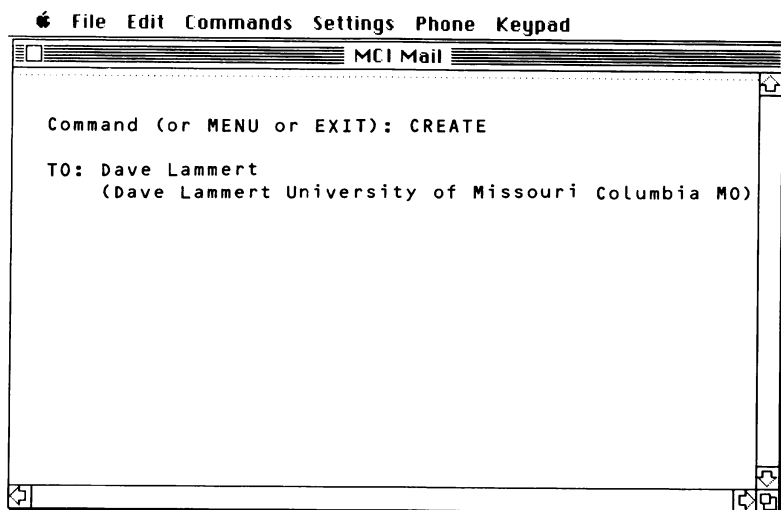 File Edit Commands Settings Phone Keypad
MCI Mail
Command (or MENU or EXIT): CREATE
TO: Dave Lammert
(Dave Lammert University of Missouri Columbia MO)